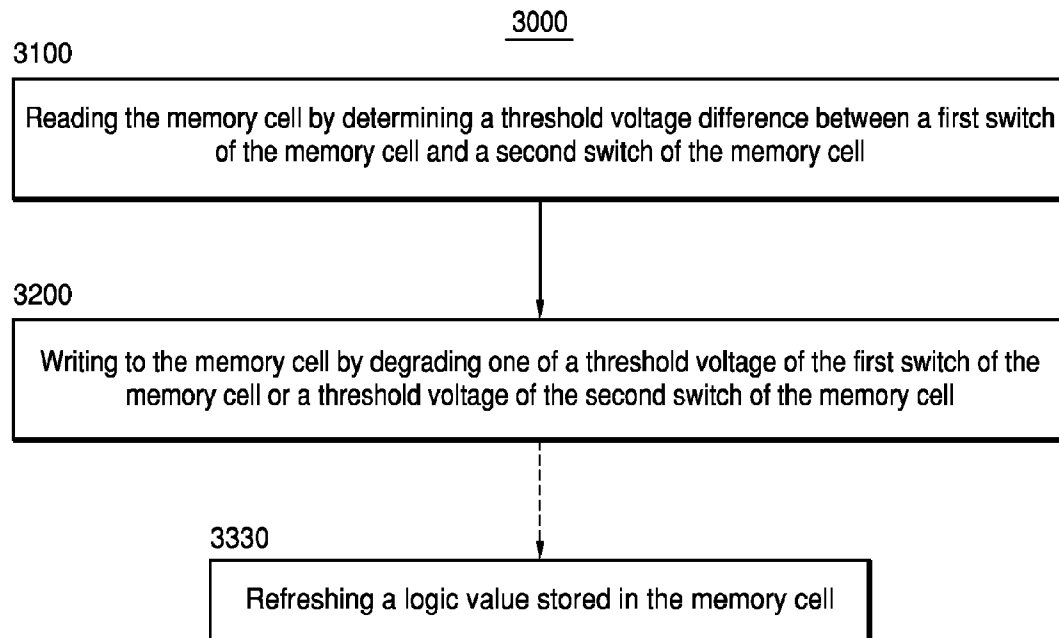 3000
3100
Reading the memory cell by determining a threshold voltage difference between a first switch
of the memory cell and a second switch of the memory cell
3200
Writing to the memory cell by degrading one of a threshold voltage of the first switch of the
memory cell or a threshold voltage of the second switch of the memory cell
3330
Refreshing a logic value stored in the memory cell